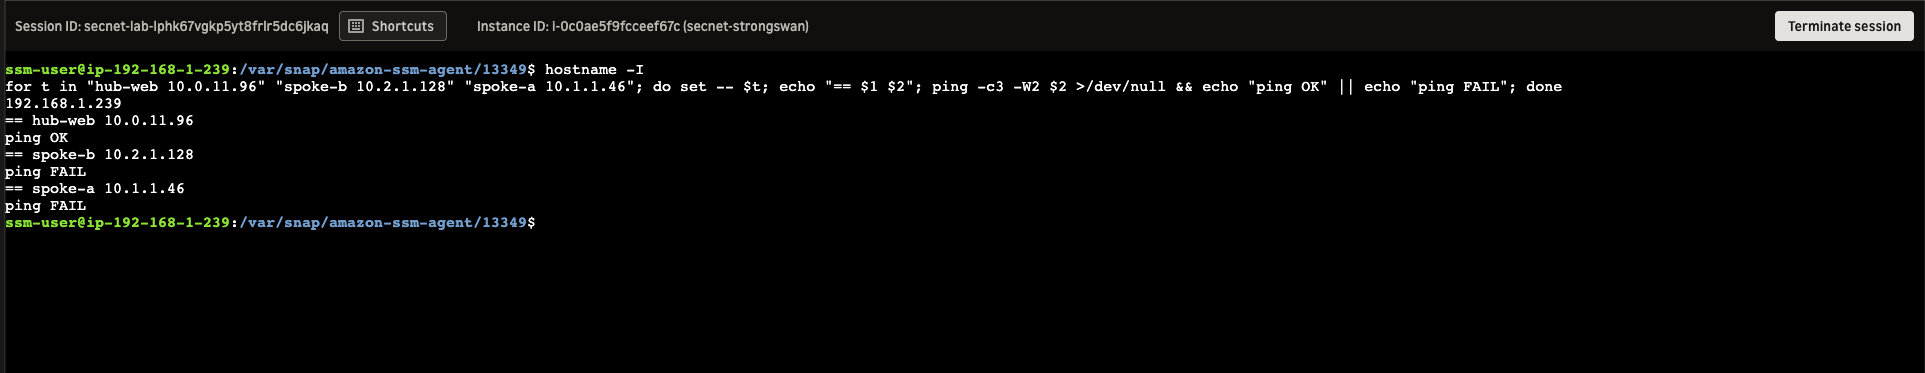 Session ID: secnet-lab-lphk67vgkp5yt8frlr5dc6jkaq Shortcuts Instance ID: i-0c0ae5f9fcceef67c (secnet-strongswan) Terminate session
ssm-user@ip-192-168-1-239:/var/snap/amazon-ssm-agent/13349$ hostname -I
for t in "hub-web 10.0.11.96" "spoke-b 10.2.1.128" "spoke-a 10.1.1.46"; do set -- $t; echo "== $1 $2"; ping -c3 -W2 $2 >/dev/null && echo "ping OK" || echo "ping FAIL"; done
192.168.1.239
== hub-web 10.0.11.96
ping OK
== spoke-b 10.2.1.128
ping FAIL
== spoke-a 10.1.1.46
ping FAIL
ssm-user@ip-192-168-1-239:/var/snap/amazon-ssm-agent/13349$